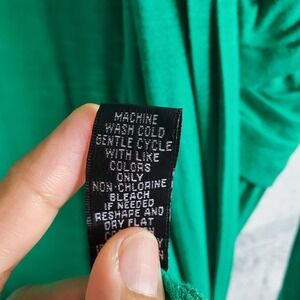 MACHINE
WASH COLD
GENTLE CYCLE
WITH LIKE
COLORS
ONLY
NON-CHLORINE
BLEACH
IF NEEDED
RESHAPE AND
DRY FLAT